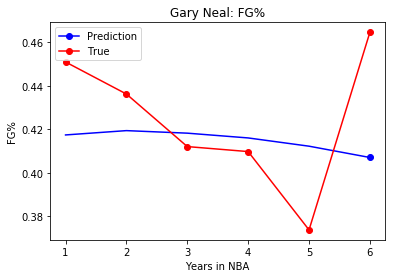 Gary Neal: FG%
Prediction
True
FG%
0.46
0.44
0.42
0.40
0.38
1 2 3 4 5 6
Years in NBA